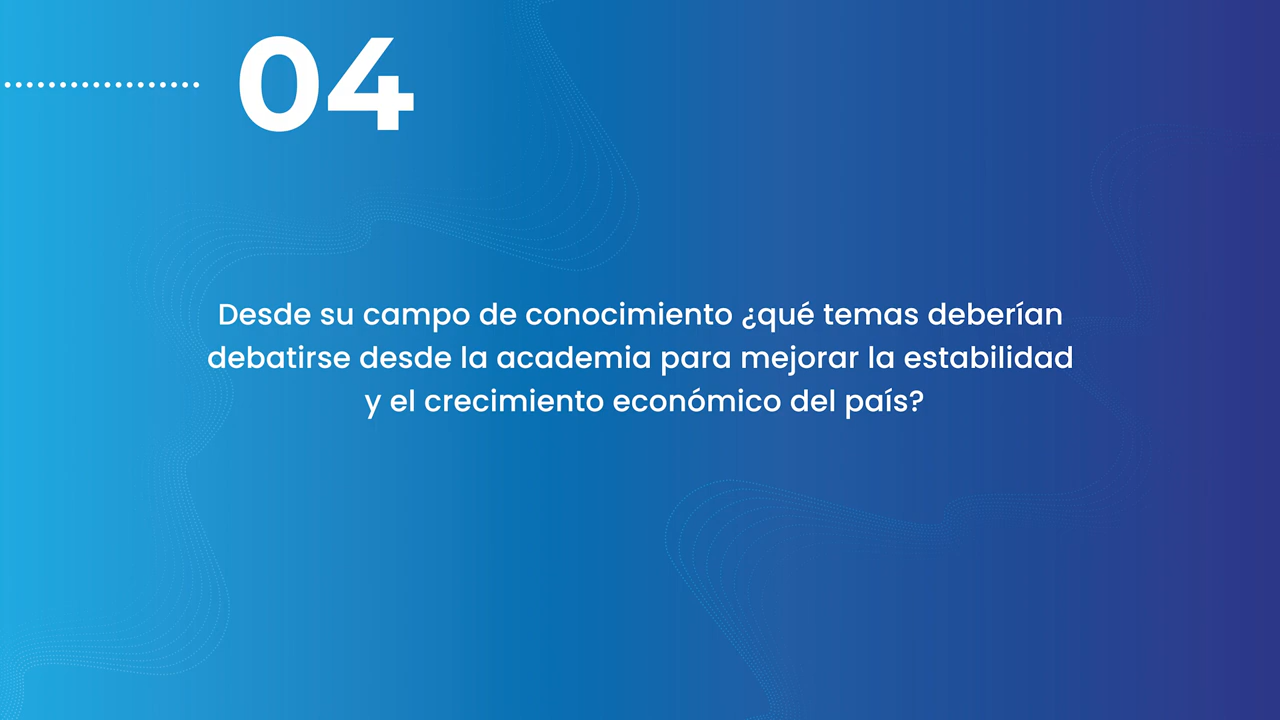 04
Desde su campo de conocimiento ¿qué temas deberían
debatirse desde la academia para mejorar la estabilidad
y el crecimiento económico del país?